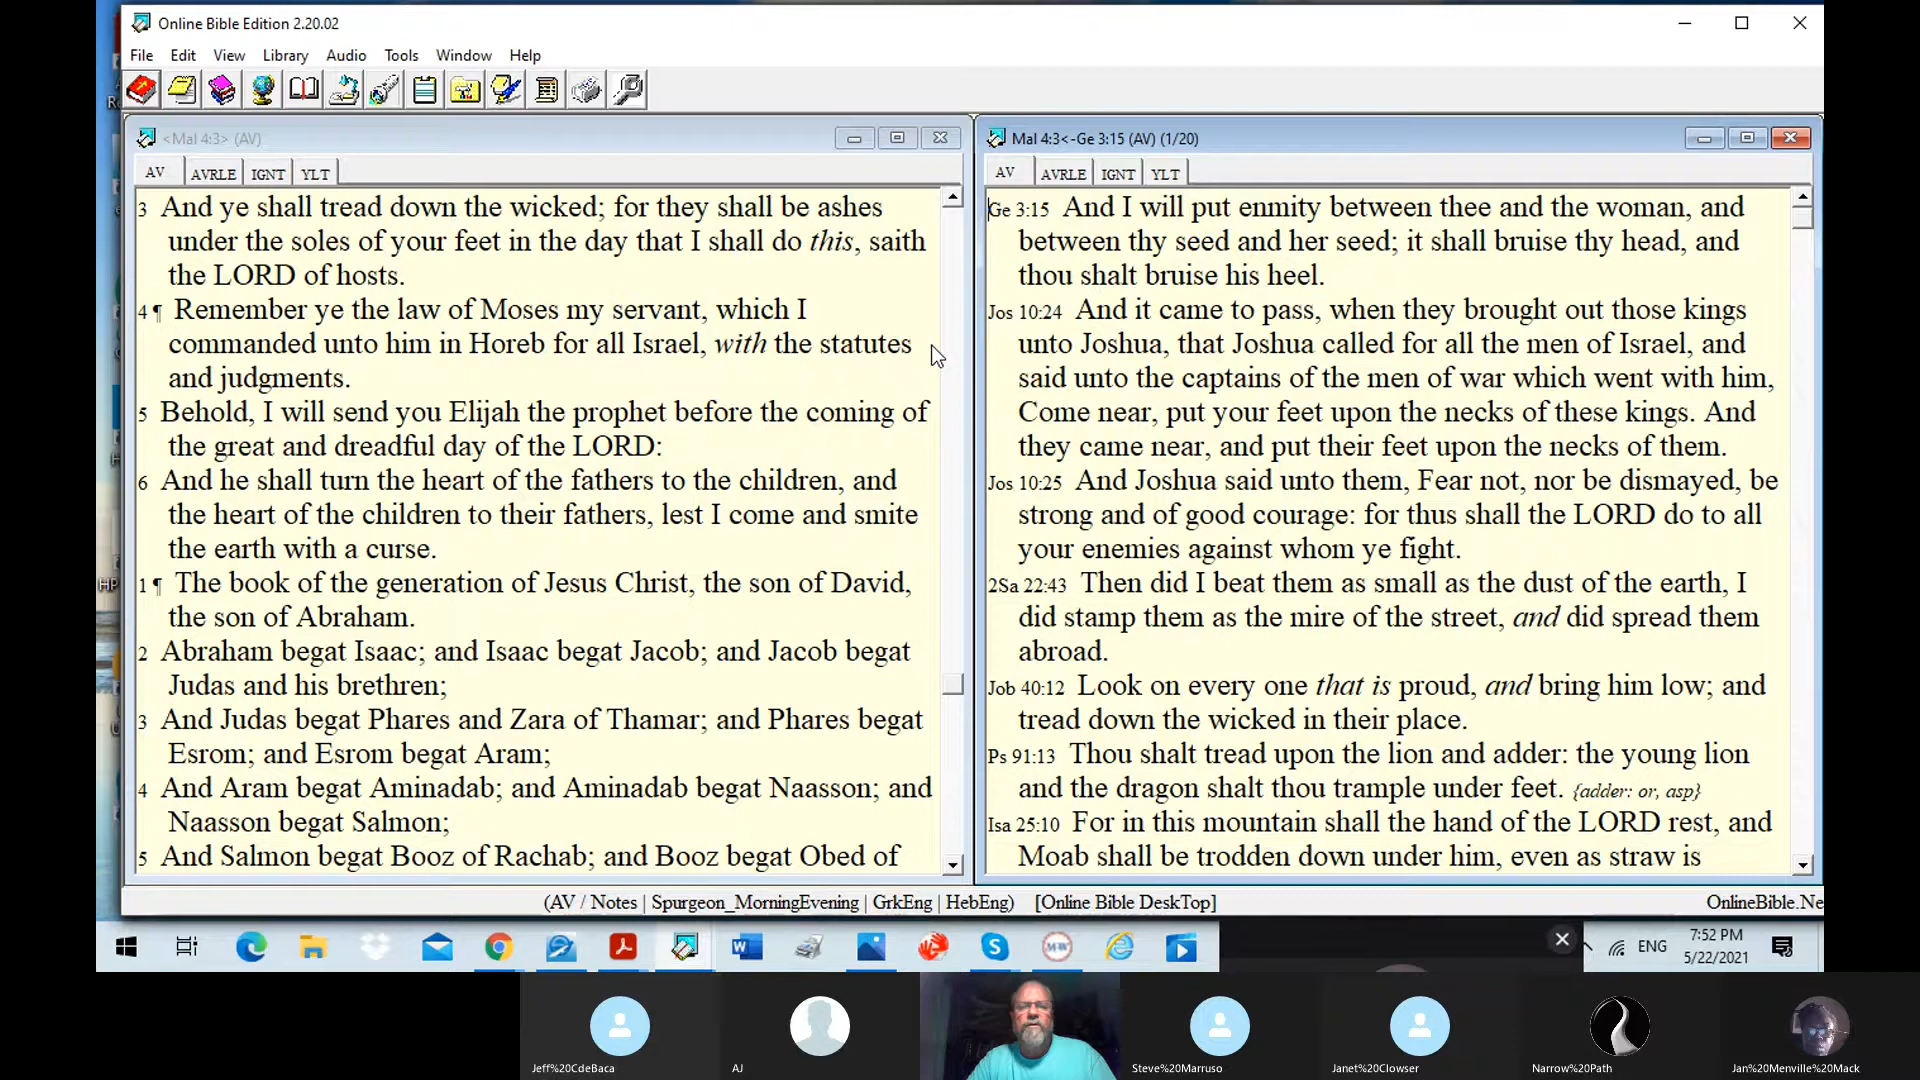 Online Bible Edition 2.20.02
File Edit View Library Audio Tools Window Help
<Mal 4:3> (AV)
AV AVRLE IGNT YLT
3 And ye shall tread down the wicked; for they shall be ashes
under the soles of your feet in the day that I shall do this, saith
the LORD of hosts.
4 ¶ Remember ye the law of Moses my servant, which I
commanded unto him in Horeb for all Israel, with the statutes
and judgments.
5 Behold, I will send you Elijah the prophet before the coming of
the great and dreadful day of the LORD:
6 And he shall turn the heart of the fathers to the children, and
the heart of the children to their fathers, lest I come and smite
the earth with a curse.
1 ¶ The book of the generation of Jesus Christ, the son of David,
the son of Abraham.
2 Abraham begat Isaac; and Isaac begat Jacob; and Jacob begat
Judas and his brethren;
3 And Judas begat Phares and Zara of Thamar; and Phares begat
Esrom; and Esrom begat Aram;
4 And Aram begat Aminadab; and Aminadab begat Naasson; and
Naasson begat Salmon;
5 And Salmon begat Booz of Rachab; and Booz begat Obed of
Mal 4:3<-Ge 3:15 (AV) (1/20)
AV AVRLE IGNT YLT
Ge 3:15 And I will put enmity between thee and the woman, and
between thy seed and her seed; it shall bruise thy head, and
thou shalt bruise his heel.
Jos 10:24 And it came to pass, when they brought out those kings
unto Joshua, that Joshua called for all the men of Israel, and
said unto the captains of the men of war which went with him,
Come near, put your feet upon the necks of these kings. And
they came near, and put their feet upon the necks of them.
Jos 10:25 And Joshua said unto them, Fear not, nor be dismayed, be
strong and of good courage: for thus shall the LORD do to all
your enemies against whom ye fight.
2Sa 22:43 Then did I beat them as small as the dust of the earth, I
did stamp them as the mire of the street, and did spread them
abroad.
Job 40:12 Look on every one that is proud, and bring him low; and
tread down the wicked in their place.
Ps 91:13 Thou shalt tread upon the lion and adder: the young lion
and the dragon shalt thou trample under feet. {adder: or, asp}
Isa 25:10 For in this mountain shall the hand of the LORD rest, and
Moab shall be trodden down under him, even as straw is
(AV / Notes | Spurgeon_MorningEvening | GrkEng | HebEng) [Online Bible DeskTop]
OnlineBible.Ne
ENG
7:52 PM
5/22/2021
Jeff%20CdeBaca
AJ
Steve%20Marruso
Janet%20Clowser
Narrow%20Path
Jan%20Menville%20Mack